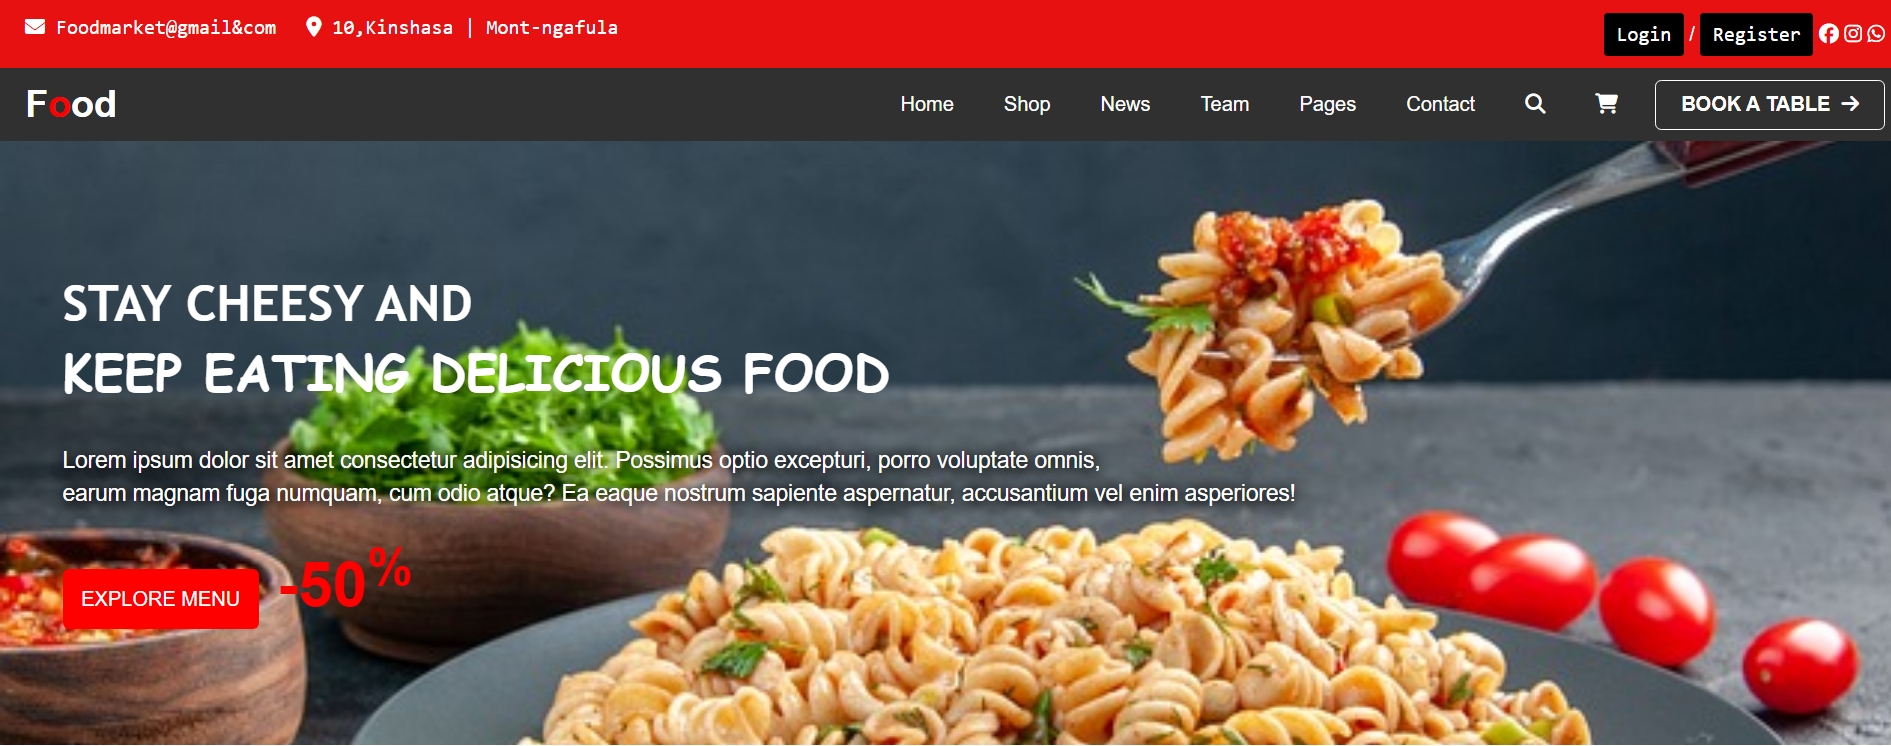 Foodmarket@gmail&com 10,Kinshasa | Mont-ngafula Login / Register
Food Home Shop News Team Pages Contact BOOK A TABLE
STAY CHEESY AND
KEEP EATING DELICIOUS FOOD
Lorem ipsum dolor sit amet consectetur adipisicing elit. Possimus optio excepturi, porro voluptate omnis,
earum magnam fuga numquam, cum odio atque? Ea eaque nostrum sapiente aspernatur, accusantium vel enim asperiores!
EXPLORE MENU -50%